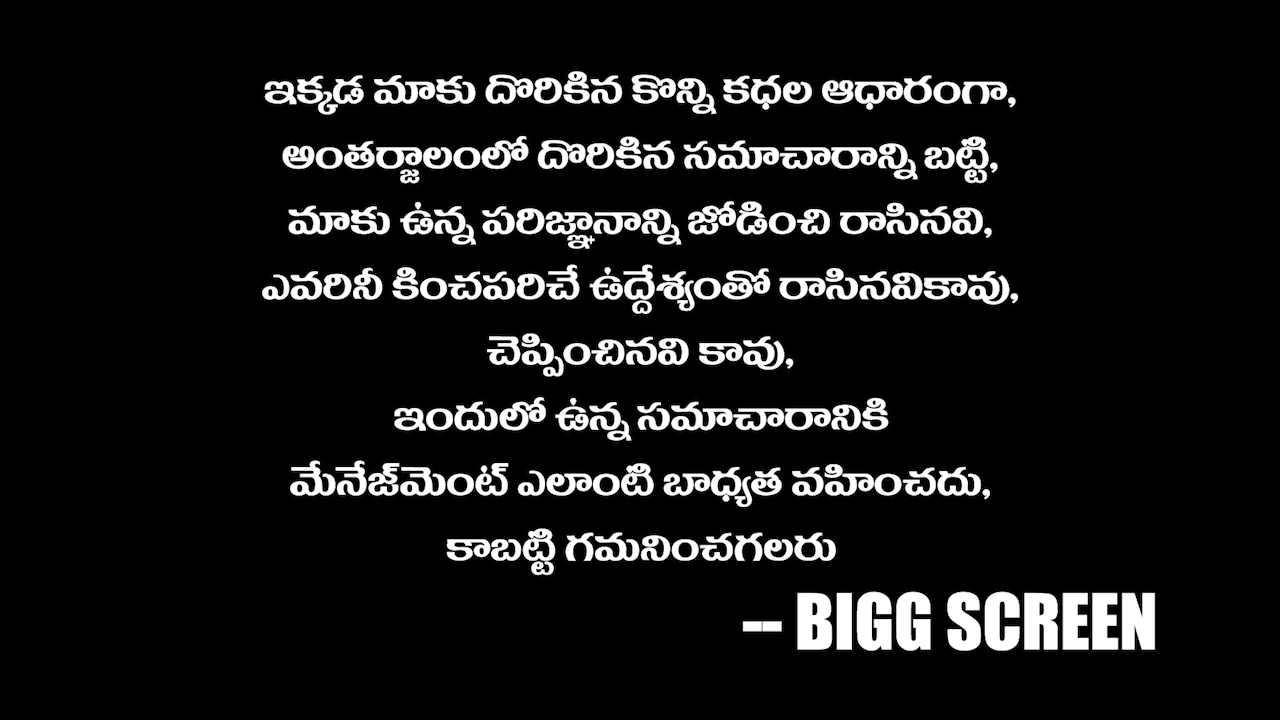 ఇక్కడ మాకు దొరికిన కొన్ని కధల ఆధారంగా,
అంతర్జాలంలో దొరికిన సమాచారాన్ని బట్టి,
మాకు ఉన్న పరిజ్ఞానాన్ని జోడించి రాసినవి,
ఎవరినీ కించపరిచే ఉద్దేశ్యంతో రాసినవికావు,
చెప్పించినవి కావు,
ఇందులో ఉన్న సమాచారానికి
మేనేజ్‌మెంట్ ఎలాంటి బాధ్యత వహించదు,
కాబట్టి గమనించగలరు
-- BIGG SCREEN